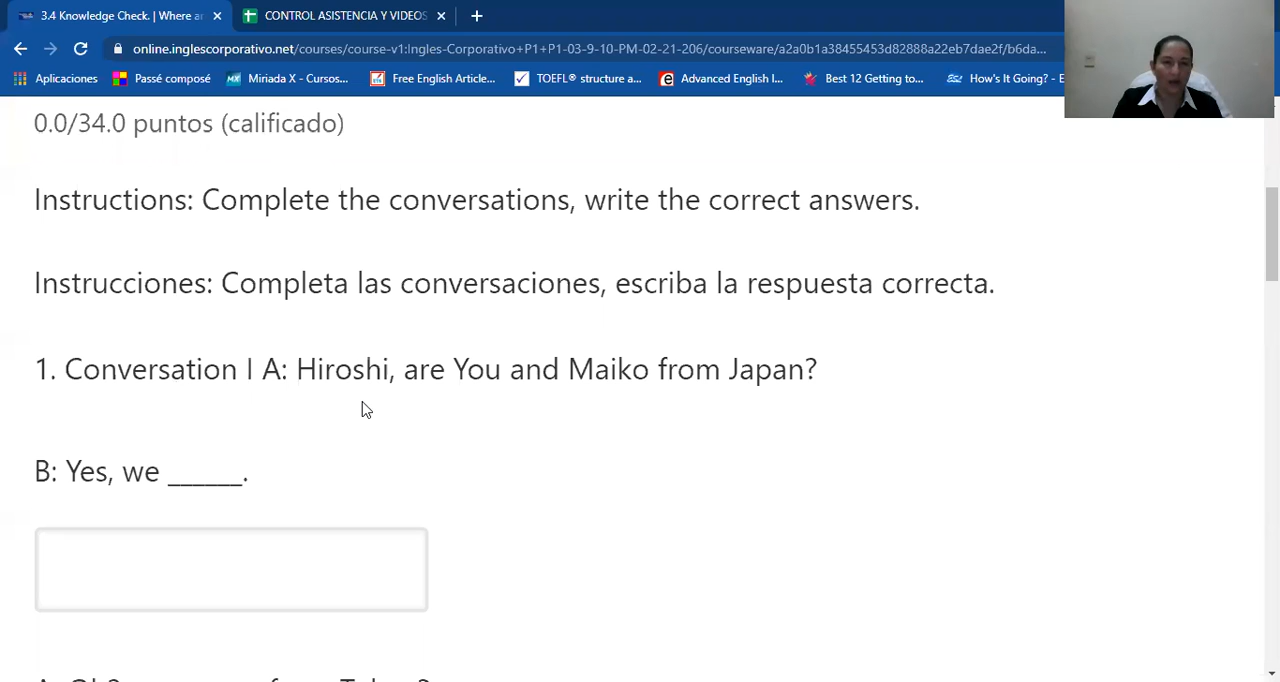 3.4 Knowledge Check. | Where ar
CONTROL ASISTENCIA Y VIDEOS
online.inglescorporativo.net/courses/course-v1:Ingles-Corporativo+P1+P1-03-9-10-PM-02-21-206/courseware/a2a0b1a38455453d82888a22eb7dae2f/b6da...
Aplicaciones Passé composé Miriada X - Cursos... Free English Article... TOEFL® structure a... Advanced English I... Best 12 Getting to... How's It Going? - E
0.0/34.0 puntos (calificado)
Instructions: Complete the conversations, write the correct answers.
Instrucciones: Completa las conversaciones, escriba la respuesta correcta.
1. Conversation I A: Hiroshi, are You and Maiko from Japan?
B: Yes, we ______.